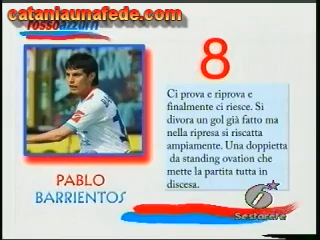 cataniaunafede.com
rossoazzurri
8
Ci prova e riprova e
finalmente ci riesce. Si
divora un gol già fatto ma
nella ripresa si riscatta
ampiamente. Una doppietta
da standing ovation che
mette la partita tutta in
discesa.
PABLO
BARRIENTOS
Sestarete